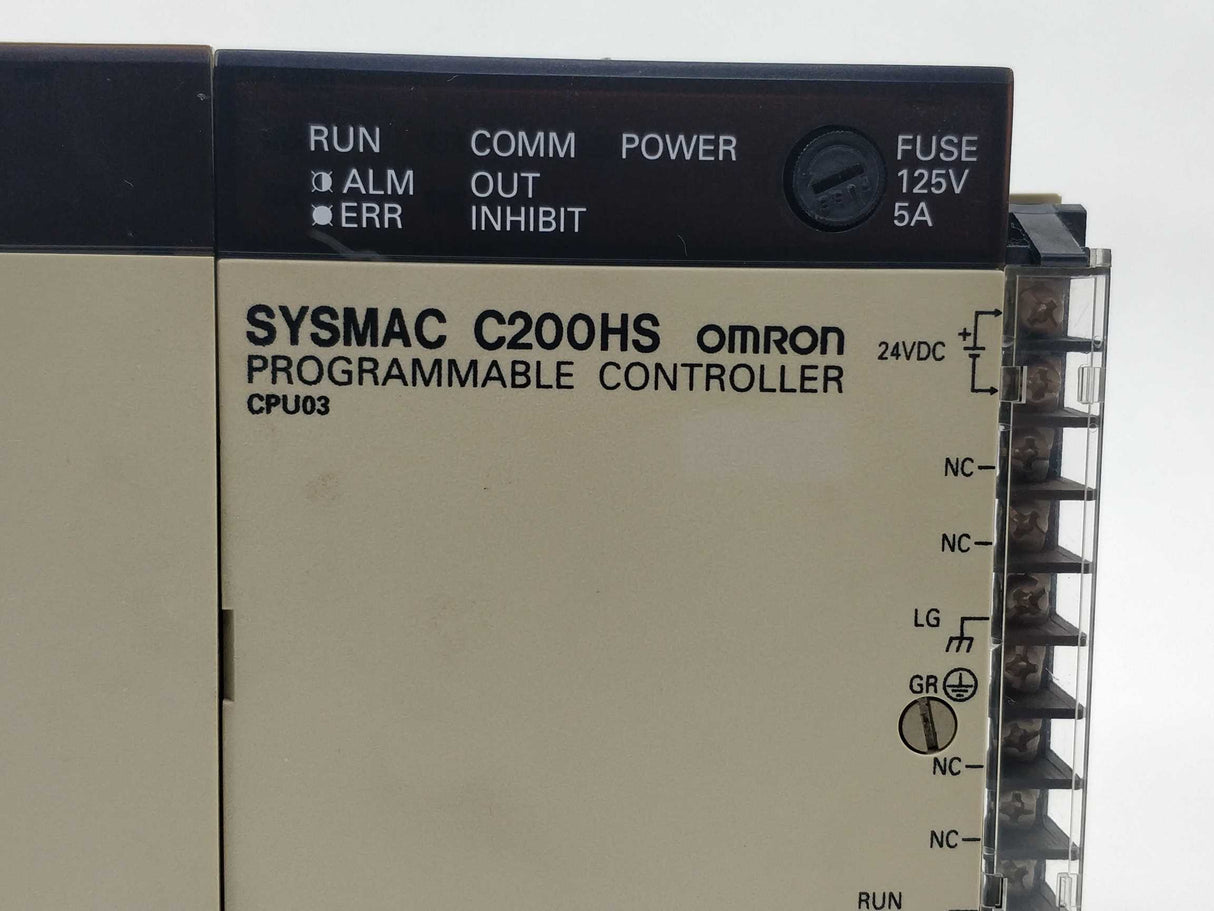 RUN COMM POWER FUSE
ALM OUT 125V
ERR INHIBIT 5A
FUSE
SYSMAC C200HS OMRON
PROGRAMMABLE CONTROLLER
CPU03
24VDC +
NC
NC
LG
GR
NC
NC
RUN